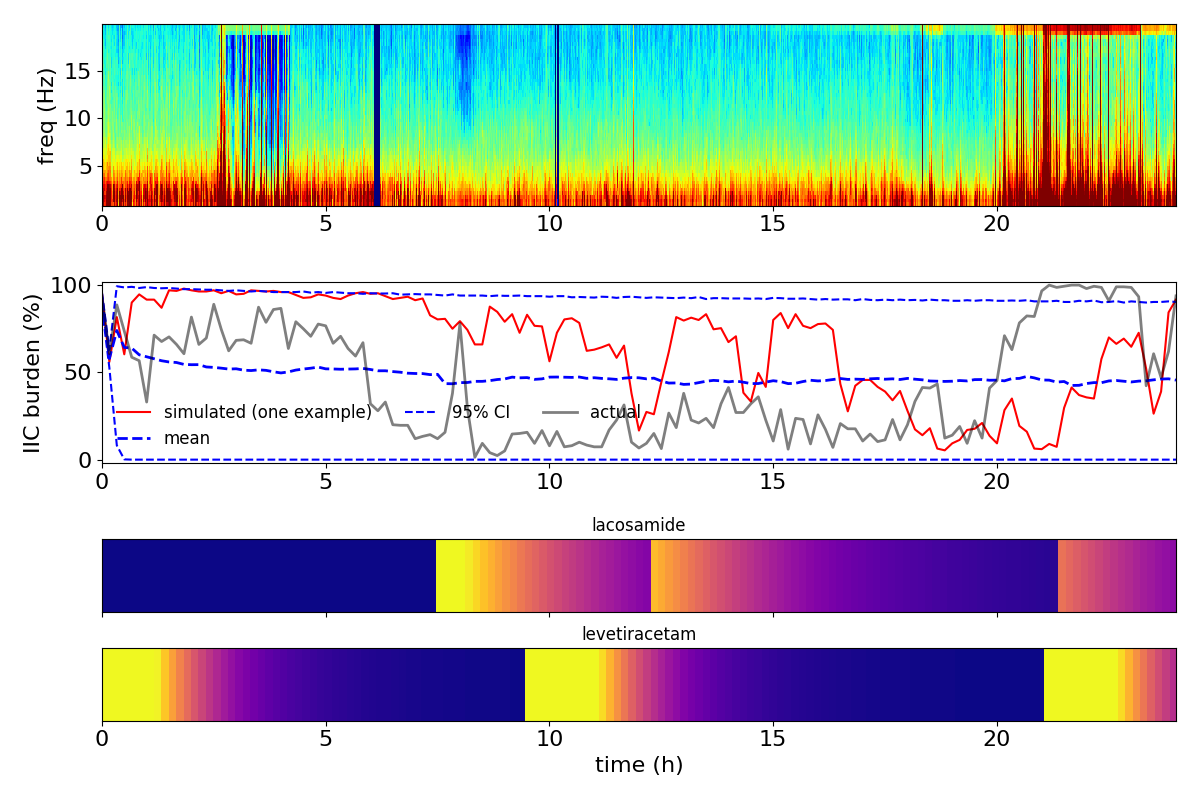 freq (Hz)
15
10
5
0 5 10 15 20
IIC burden (%)
100
50
0
simulated (one example) 95% CI actual
mean
0 5 10 15 20
lacosamide
levetiracetam
0 5 10 15 20
time (h)